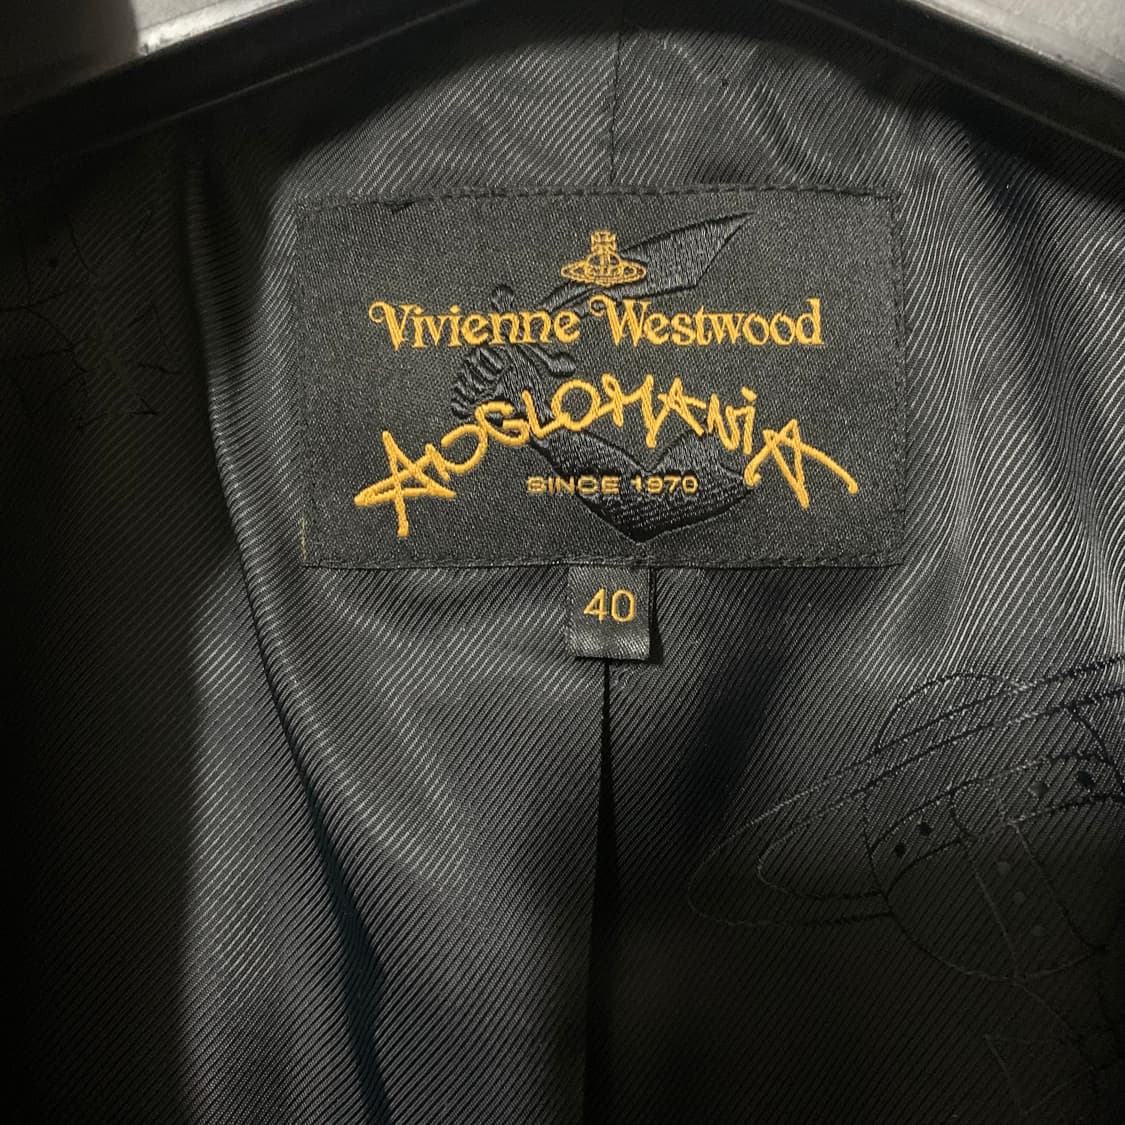 Vivienne Westwood
ANGLOMANiA
SINCE 1970
40